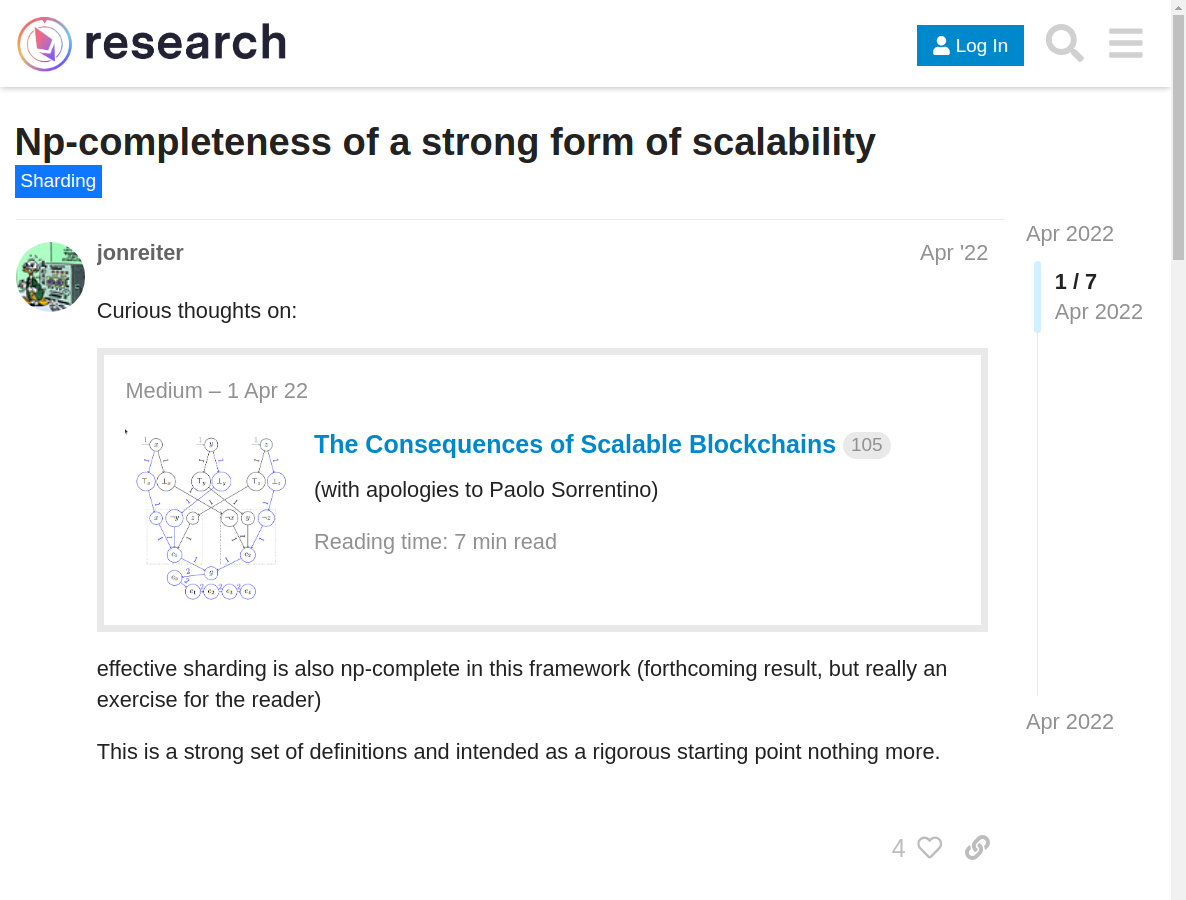 research
Log In
Np-completeness of a strong form of scalability
Sharding
jonreiter
Apr '22
Apr 2022
1 / 7
Apr 2022
Curious thoughts on:
Medium – 1 Apr 22
The Consequences of Scalable Blockchains 105
(with apologies to Paolo Sorrentino)
Reading time: 7 min read
effective sharding is also np-complete in this framework (forthcoming result, but really an
exercise for the reader)
Apr 2022
This is a strong set of definitions and intended as a rigorous starting point nothing more.
4